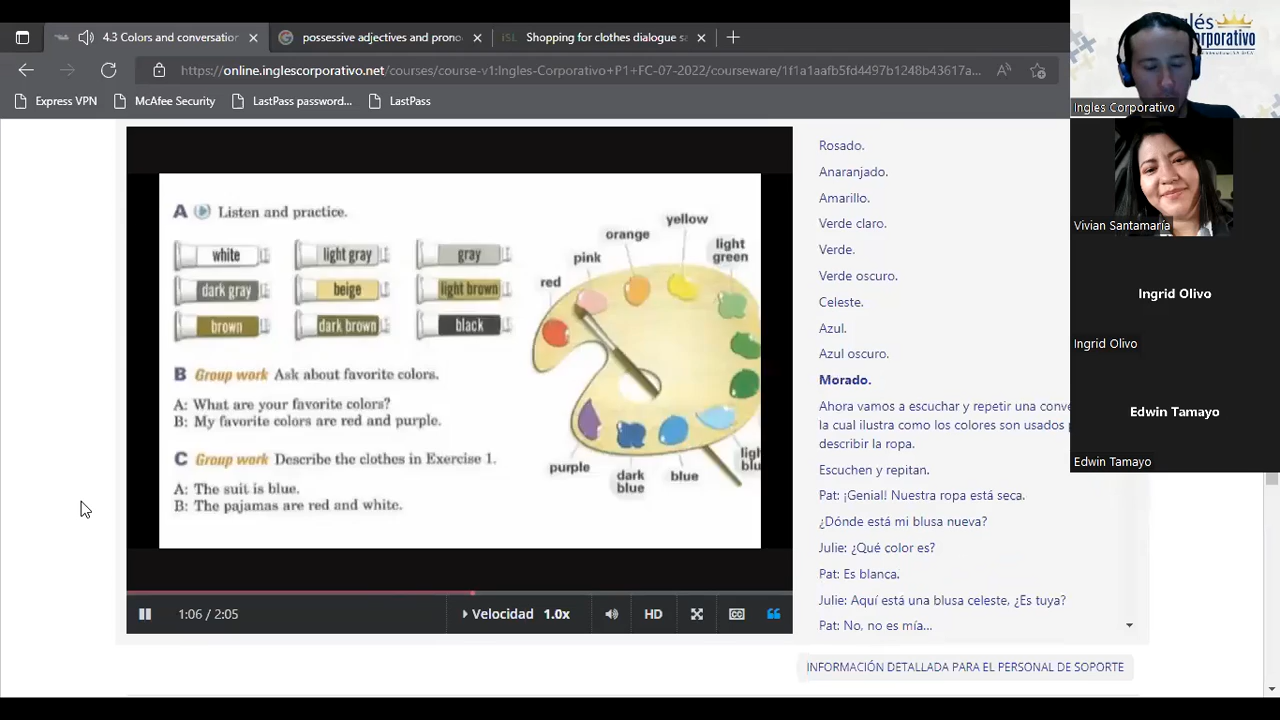 4.3 Colors and conversation
possessive adjectives and prono
Shopping for clothes dialogue sa
https://online.inglescorporativo.net/courses/course-v1:Ingles-Corporativo+P1+FC-07-2022/courseware/1f1a1aafb5fd4497b1248b43617a...
Express VPN
McAfee Security
LastPass password...
LastPass
A Listen and practice.
white light gray gray
dark gray beige light brown
brown dark brown black
red
pink
orange
yellow
light
green
purple
dark
blue
blue
B Group work Ask about favorite colors.
A: What are your favorite colors?
B: My favorite colors are red and purple.
C Group work Describe the clothes in Exercise 1.
A: The suit is blue.
B: The pajamas are red and white.
1:06 / 2:05
Velocidad 1.0x
HD
CC
Rosado.
Anaranjado.
Amarillo.
Verde claro.
Verde.
Verde oscuro.
Celeste.
Azul.
Azul oscuro.
Morado.
Ahora vamos a escuchar y repetir una conve
la cual ilustra como los colores son usados
describir la ropa.
Escuchen y repitan.
Pat: ¡Genial! Nuestra ropa está seca.
¿Dónde está mi blusa nueva?
Julie: ¿Qué color es?
Pat: Es blanca.
Julie: Aquí está una blusa celeste, ¿Es tuya?
Pat: No, no es mía...
INFORMACIÓN DETALLADA PARA EL PERSONAL DE SOPORTE
Ingles Corporativo
Vivian Santamaría
Ingrid Olivo
Ingrid Olivo
Edwin Tamayo
Edwin Tamayo